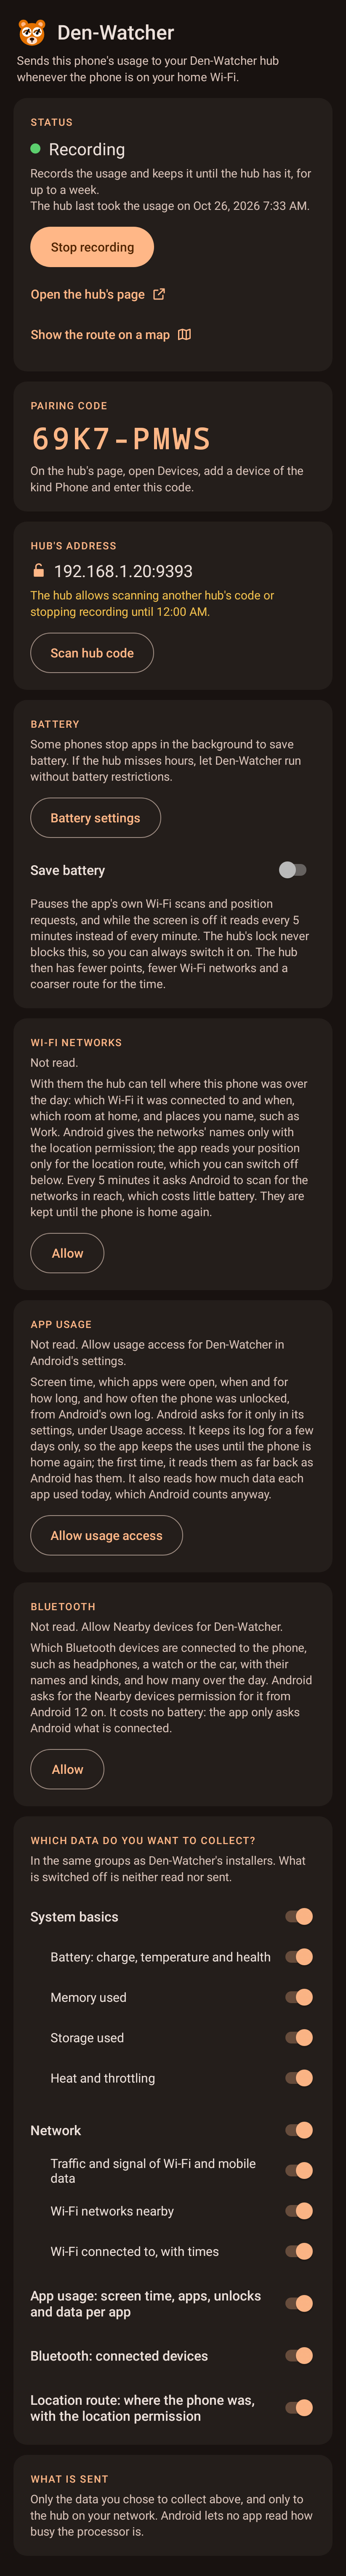 Den-Watcher
Sends this phone's usage to your Den-Watcher hub
whenever the phone is on your home Wi-Fi.
STATUS
Recording
Records the usage and keeps it until the hub has it, for
up to a week.
The hub last took the usage on Oct 26, 2026 7:33 AM.
Stop recording
Open the hub's page
Show the route on a map
PAIRING CODE
69K7-PMWS
On the hub's page, open Devices, add a device of the
kind Phone and enter this code.
HUB'S ADDRESS
192.168.1.20:9393
The hub allows scanning another hub's code or
stopping recording until 12:00 AM.
Scan hub code
BATTERY
Some phones stop apps in the background to save
battery. If the hub misses hours, let Den-Watcher run
without battery restrictions.
Battery settings
Save battery
Pauses the app's own Wi-Fi scans and position
requests, and while the screen is off it reads every 5
minutes instead of every minute. The hub's lock never
blocks this, so you can always switch it on. The hub
then has fewer points, fewer Wi-Fi networks and a
coarser route for the time.
WI-FI NETWORKS
Not read.
With them the hub can tell where this phone was over
the day: which Wi-Fi it was connected to and when,
which room at home, and places you name, such as
Work. Android gives the networks' names only with
the location permission; the app reads your position
only for the location route, which you can switch off
below. Every 5 minutes it asks Android to scan for the
networks in reach, which costs little battery. They are
kept until the phone is home again.
Allow
APP USAGE
Not read. Allow usage access for Den-Watcher in
Android's settings.
Screen time, which apps were open, when and for
how long, and how often the phone was unlocked,
from Android's own log. Android asks for it only in its
settings, under Usage access. It keeps its log for a few
days only, so the app keeps the uses until the phone is
home again; the first time, it reads them as far back as
Android has them. It also reads how much data each
app used today, which Android counts anyway.
Allow usage access
BLUETOOTH
Not read. Allow Nearby devices for Den-Watcher.
Which Bluetooth devices are connected to the phone,
such as headphones, a watch or the car, with their
names and kinds, and how many over the day. Android
asks for the Nearby devices permission for it from
Android 12 on. It costs no battery: the app only asks
Android what is connected.
Allow
WHICH DATA DO YOU WANT TO COLLECT?
In the same groups as Den-Watcher's installers. What
is switched off is neither read nor sent.
System basics
Battery: charge, temperature and health
Memory used
Storage used
Heat and throttling
Network
Traffic and signal of Wi-Fi and mobile
data
Wi-Fi networks nearby
Wi-Fi connected to, with times
App usage: screen time, apps, unlocks
and data per app
Bluetooth: connected devices
Location route: where the phone was,
with the location permission
WHAT IS SENT
Only the data you chose to collect above, and only to
the hub on your network. Android lets no app read how
busy the processor is.